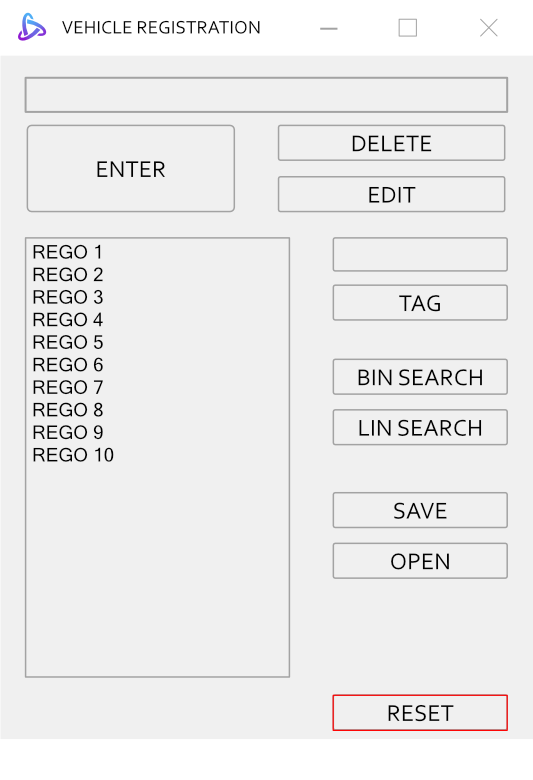 VEHICLE REGISTRATION
ENTER
DELETE
EDIT
REGO 1
REGO 2
REGO 3
REGO 4
REGO 5
REGO 6
REGO 7
REGO 8
REGO 9
REGO 10
TAG
BIN SEARCH
LIN SEARCH
SAVE
OPEN
RESET